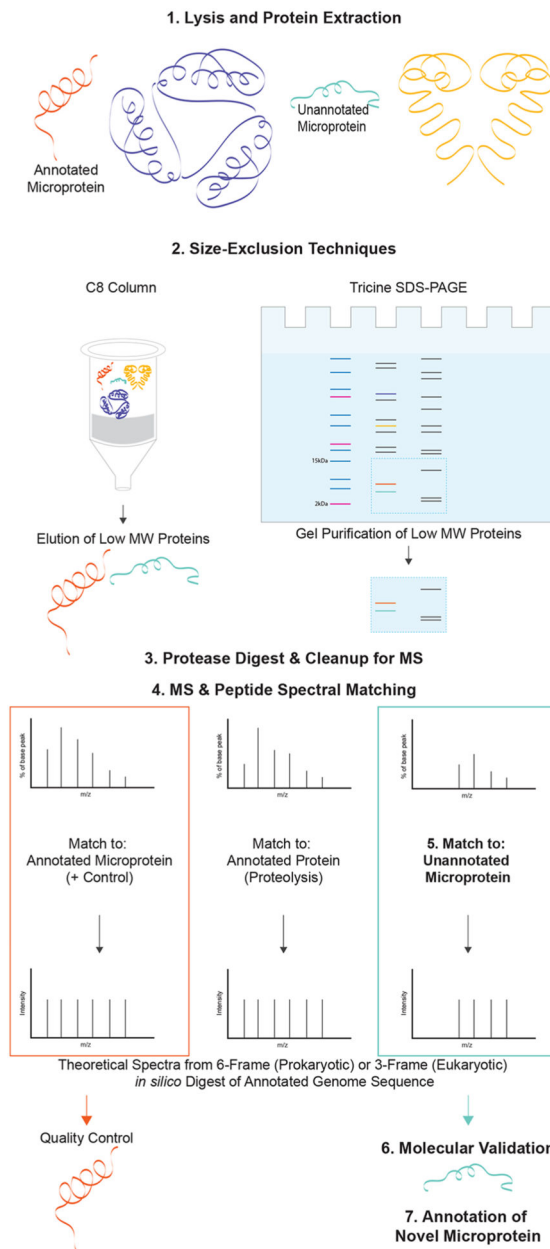 1. Lysis and Protein Extraction
Annotated
Microprotein
Unannotated
Microprotein
2. Size-Exclusion Techniques
C8 Column
Tricine SDS-PAGE
15kDa
2kDa
Elution of Low MW Proteins
Gel Purification of Low MW Proteins
3. Protease Digest & Cleanup for MS
4. MS & Peptide Spectral Matching
% of base peak
m/z
% of base peak
m/z
% of base peak
m/z
Match to:
Annotated Microprotein
(+ Control)
Match to:
Annotated Protein
(Proteolysis)
5. Match to:
Unannotated
Microprotein
Intensity
m/z
Intensity
m/z
Intensity
m/z
Theoretical Spectra from 6-Frame (Prokaryotic) or 3-Frame (Eukaryotic)
in silico Digest of Annotated Genome Sequence
Quality Control
6. Molecular Validation
7. Annotation of
Novel Microprotein